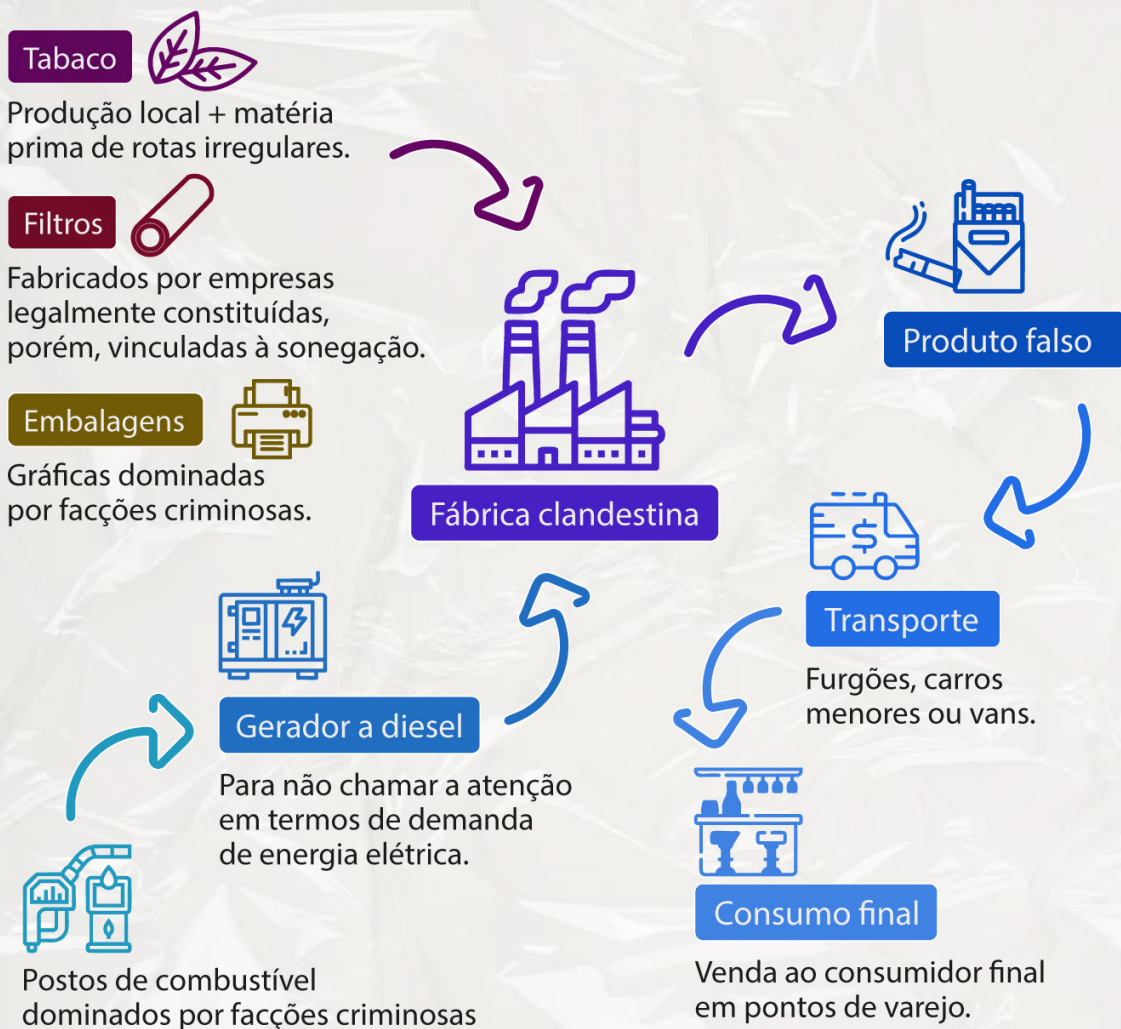 Tabaco
Produção local + matéria
prima de rotas irregulares.
Filtros
Fabricados por empresas
legalmente constituídas,
porém, vinculadas à sonegação.
Embalagens
Gráficas dominadas
por facções criminosas.
Fábrica clandestina
Produto falso
Transporte
Furgões, carros
menores ou vans.
Gerador a diesel
Para não chamar a atenção
em termos de demanda
de energia elétrica.
Postos de combustível
dominados por facções criminosas
Consumo final
Venda ao consumidor final
em pontos de varejo.